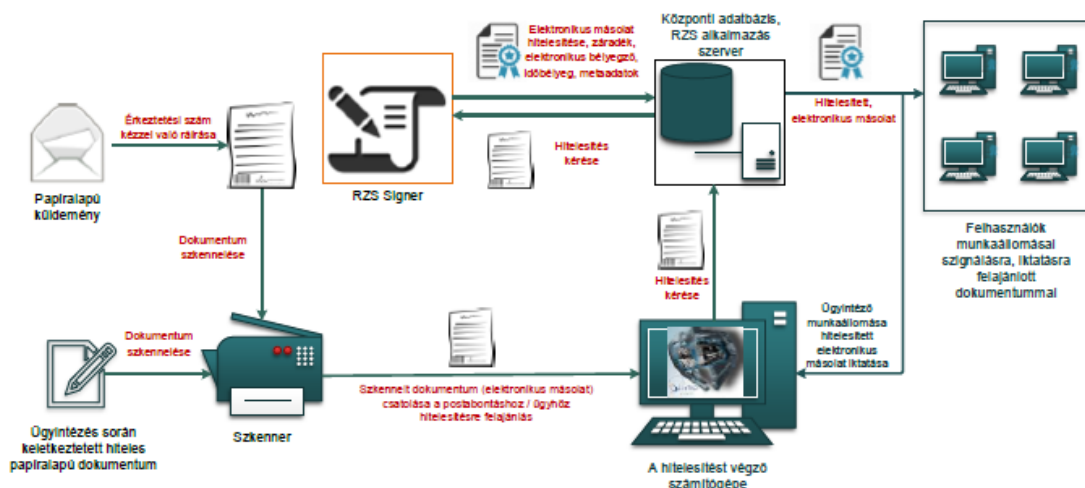 Elektronikus másolat
hitelesítése, záradék,
elektronikus bélyegző,
időbélyeg, metaadatok
Központi adatbázis,
RZS alkalmazás
szerver
Érkeztetési szám
kézzel való ráírása
Hitelesített,
elektronikus másolat
Hitelesítés
kérése
Papíralapú
küldemény
RZS Signer
Felhasználók
munkaállomásai
szignálásra, iktatásra
felajánlott
dokumentummal
Dokumentum
szkennelése
Hitelesítés
kérése
Ügyintéző
munkaállomása
hitelesített
elektronikus
másolat iktatása
Dokumentum
szkennelése
Szkennelt dokumentum (elektronikus másolat)
csatolása a postabontáshoz / ügyhöz
hitelesítésre felajánlás
Ügyintézés során
keletkeztetett hiteles
papíralapú dokumentum
Szkenner
A hitelesítést végző
számítógépe